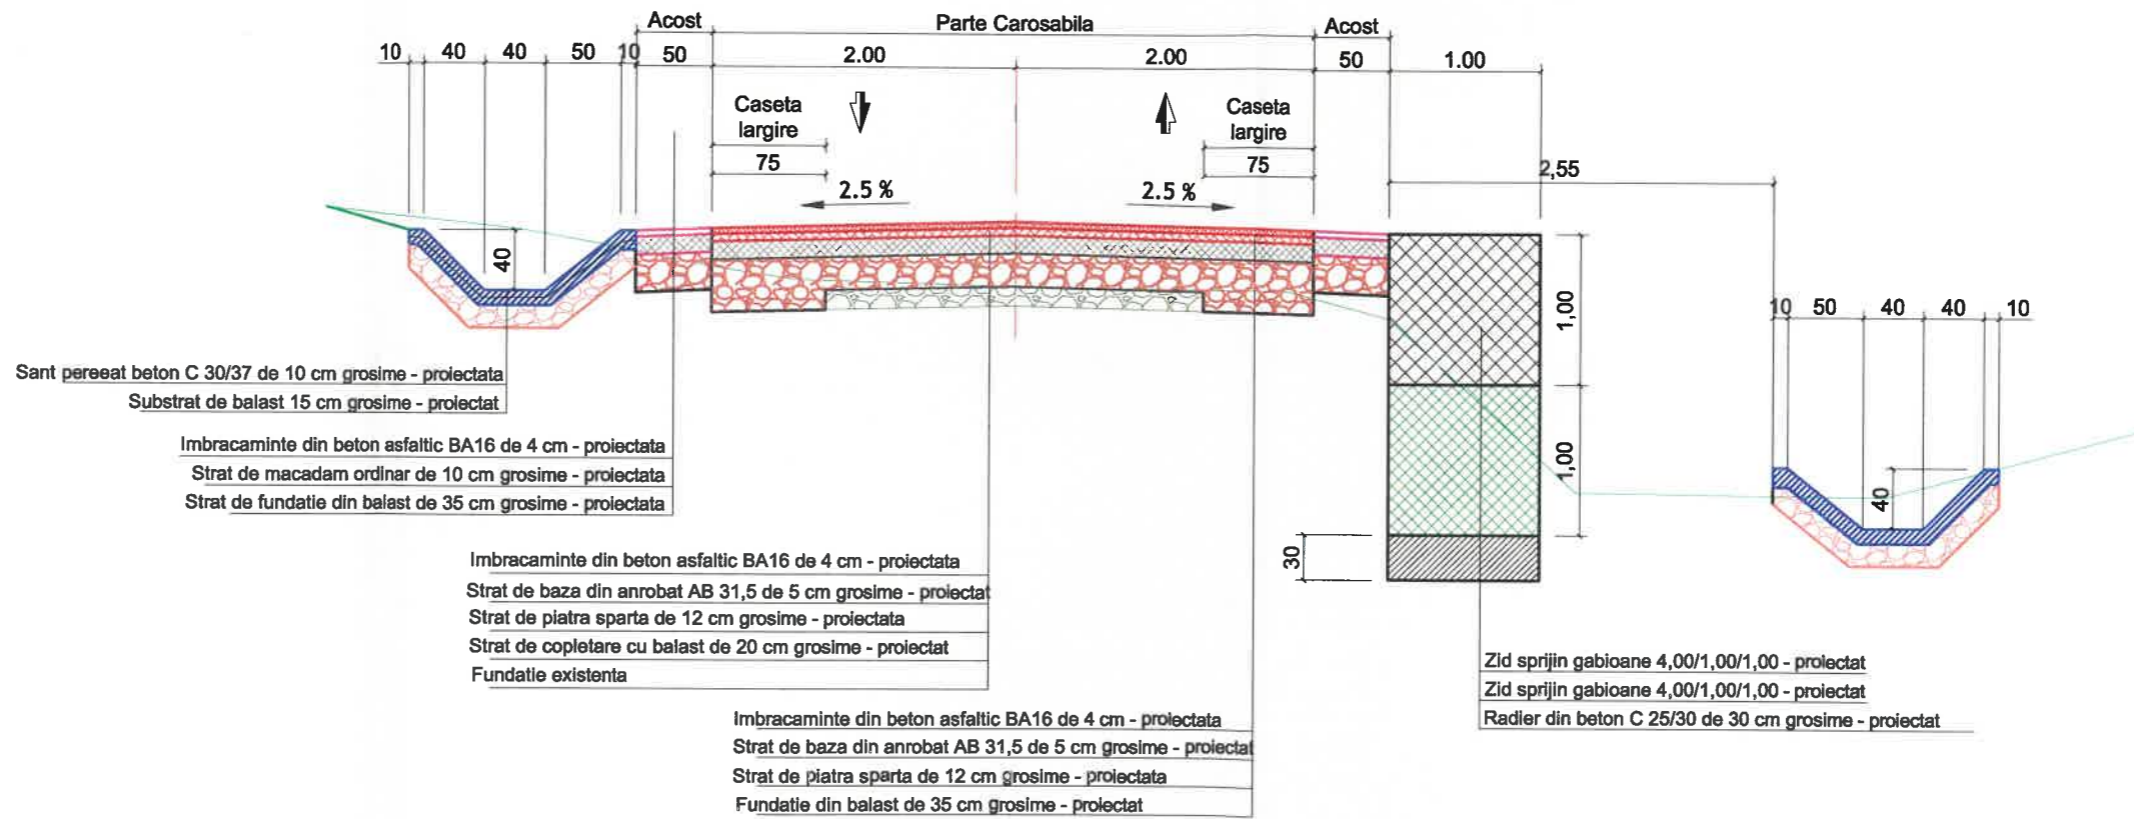 Acost Parte Carosabila Acost
10 40 40 50 10 50 2.00 2.00 50 1.00
Caseta
largire
75
Caseta
largire
75
2.5 % 2.5 %
2,55
40
1,00
1,00
30
10 50 40 40 10
40
Sant pereeat beton C 30/37 de 10 cm grosime - proiectata
Substrat de balast 15 cm grosime - proiectat
Imbracaminte din beton asfaltic BA16 de 4 cm - proiectata
Strat de macadam ordinar de 10 cm grosime - proiectata
Strat de fundatie din balast de 35 cm grosime - proiectata
Imbracaminte din beton asfaltic BA16 de 4 cm - proiectata
Strat de baza din anrobat AB 31,5 de 5 cm grosime - proiectat
Strat de piatra sparta de 12 cm grosime - proiectata
Strat de copletare cu balast de 20 cm grosime - proiectat
Fundatie existenta
Imbracaminte din beton asfaltic BA16 de 4 cm - proiectata
Strat de baza din anrobat AB 31,5 de 5 cm grosime - proiectat
Strat de piatra sparta de 12 cm grosime - proiectata
Fundatie din balast de 35 cm grosime - proiectat
Zid sprijin gabioane 4,00/1,00/1,00 - proiectat
Zid sprijin gabioane 4,00/1,00/1,00 - proiectat
Radier din beton C 25/30 de 30 cm grosime - proiectat